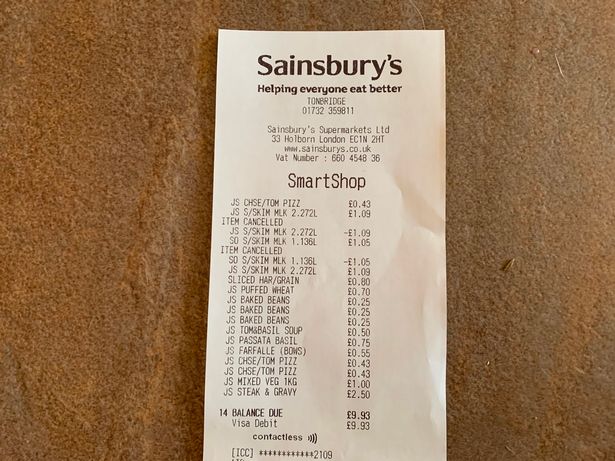 Sainsbury's
Helping everyone eat better
TONBRIDGE
01732 359811
Sainsbury's Supermarkets Ltd
33 Holborn London EC1N 2HT
www.sainsburys.co.uk
Vat Number : 660 4548 36
SmartShop
JS CHSE/TOM PIZZ £0.43
JS S/SKIM MLK 2.272L £1.09
ITEM CANCELLED
JS S/SKIM MLK 2.272L -£1.09
SO S/SKIM MLK 1.136L £1.05
ITEM CANCELLED
SO S/SKIM MLK 1.136L -£1.05
JS S/SKIM MLK 2.272L £1.09
SLICED HAR/GRAIN £0.80
JS PUFFED WHEAT £0.70
JS BAKED BEANS £0.25
JS BAKED BEANS £0.25
JS BAKED BEANS £0.25
JS TOM&BASIL SOUP £0.50
JS PASSATA BASIL £0.75
JS FARFALLE (BOWS) £0.55
JS CHSE/TOM PIZZ £0.43
JS CHSE/TOM PIZZ £0.43
JS MIXED VEG 1KG £1.00
JS STEAK & GRAVY £2.50
14 BALANCE DUE £9.93
Visa Debit £9.93
contactless
[ICC] ************2109